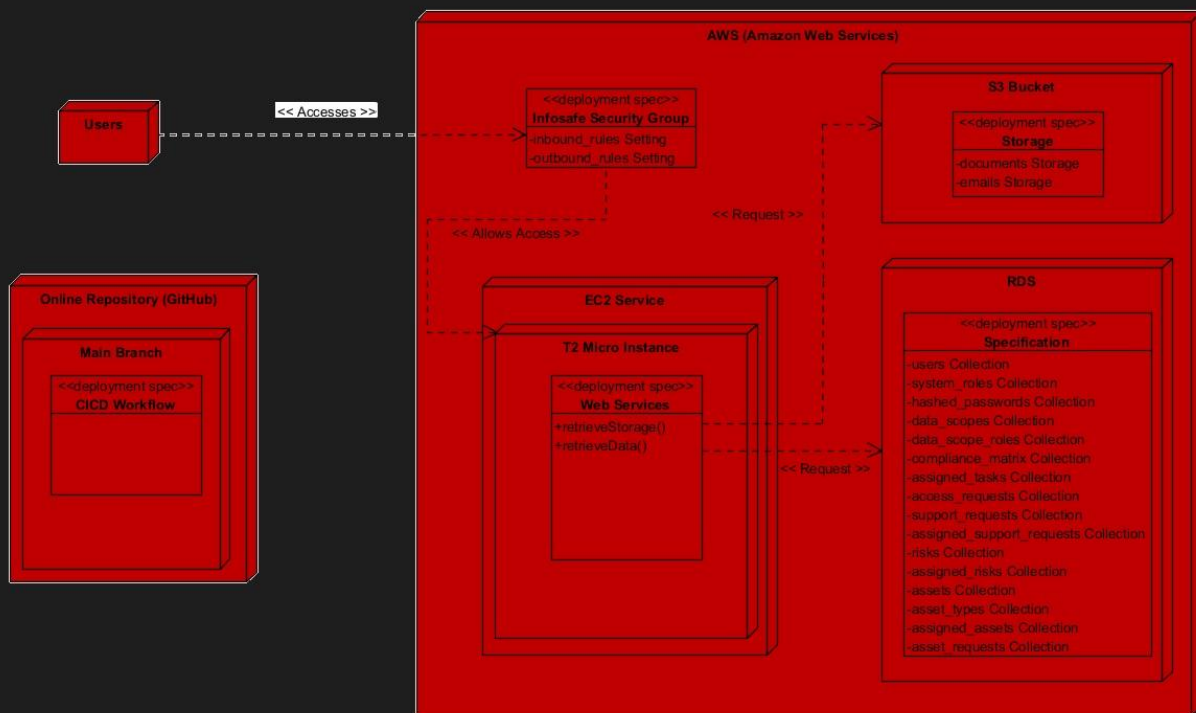 AWS (Amazon Web Services)
Users
<< Accesses >>
<<deployment spec>>
Infosafe Security Group
-inbound_rules Setting
-outbound_rules Setting
S3 Bucket
<<deployment spec>>
Storage
-documents Storage
-emails Storage
<< Request >>
<< Allows Access >>
Online Repository (GitHub)
Main Branch
<<deployment spec>>
CICD Workflow
EC2 Service
T2 Micro Instance
<<deployment spec>>
Web Services
+retrieveStorage()
+retrieveData()
<< Request >>
RDS
<<deployment spec>>
Specification
-users Collection
-system_roles Collection
-hashed_passwords Collection
-data_scopes Collection
-data_scope_roles Collection
-compliance_matrix Collection
-assigned_tasks Collection
-access_requests Collection
-support_requests Collection
-assigned_support_requests Collection
-risks Collection
-assigned_risks Collection
-assets Collection
-asset_types Collection
-assigned_assets Collection
-asset_requests Collection